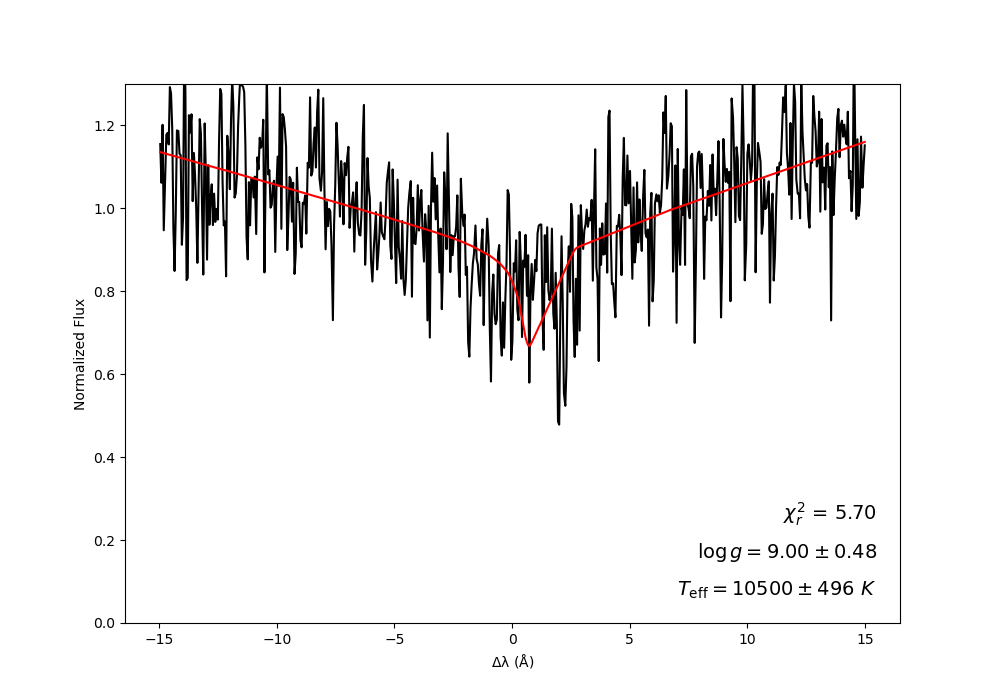 1.2
1.0
0.8
0.6
0.4
0.2
0.0
Normalized Flux
χ²ᵣ = 5.70
log g = 9.00 ± 0.48
T_eff = 10500 ± 496 K
−15 −10 −5 0 5 10 15
Δλ (Å)